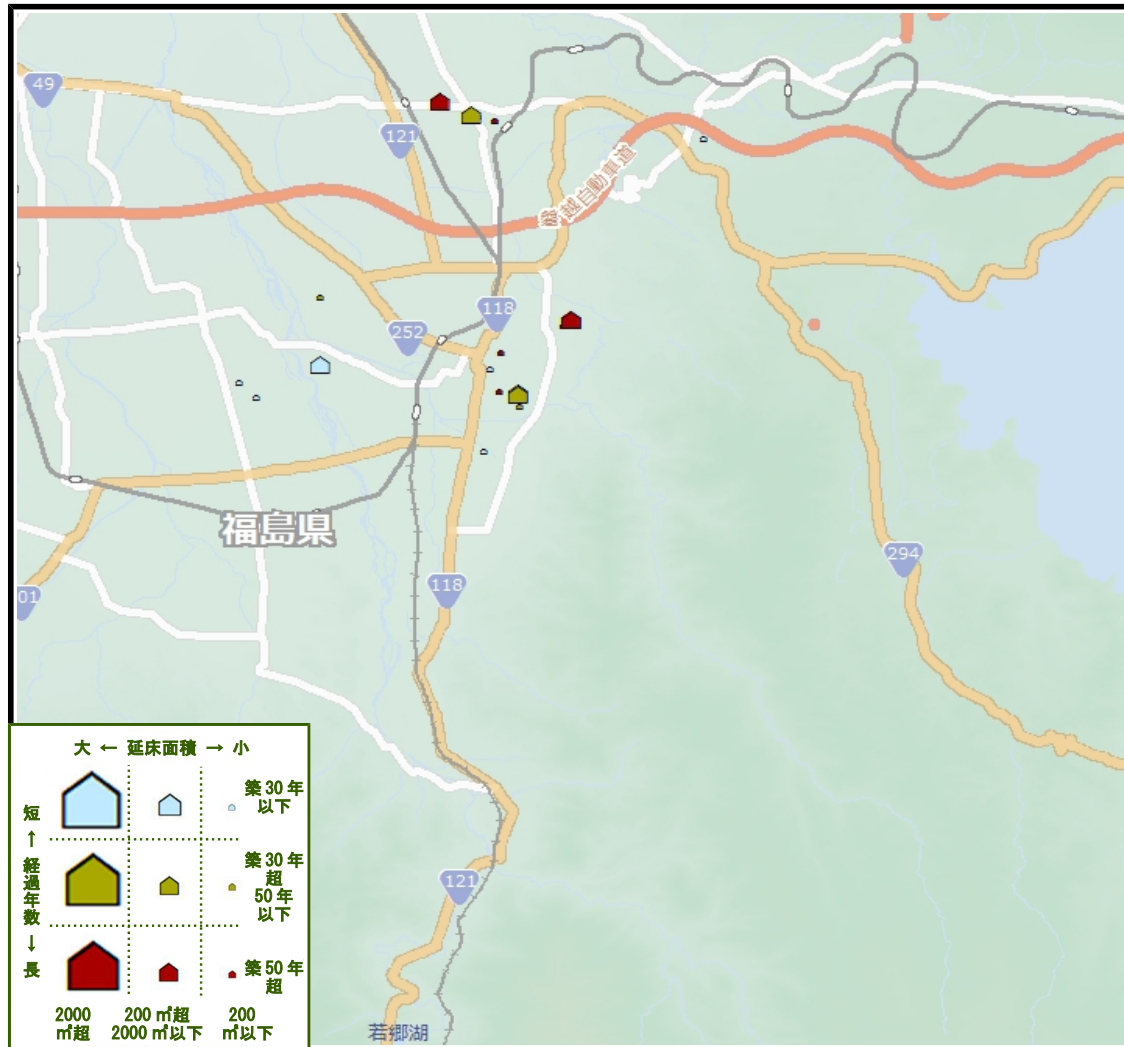 49
121
磐越自動車道
118
252
福島県
294
118
01
121
若郷湖
大 ← 延床面積 → 小
短
↑
経過年数
↓
長
築30年
以下
築30年
超
50年
以下
築50年
超
2000
㎡超
200㎡超
2000㎡以下
200
㎡以下